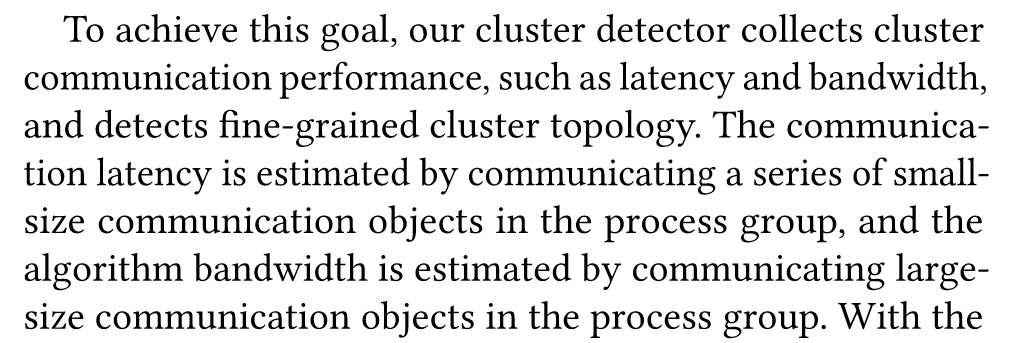 To achieve this goal, our cluster detector collects cluster
communication performance, such as latency and bandwidth,
and detects fine-grained cluster topology. The communica-
tion latency is estimated by communicating a series of small-
size communication objects in the process group, and the
algorithm bandwidth is estimated by communicating large-
size communication objects in the process group. With the